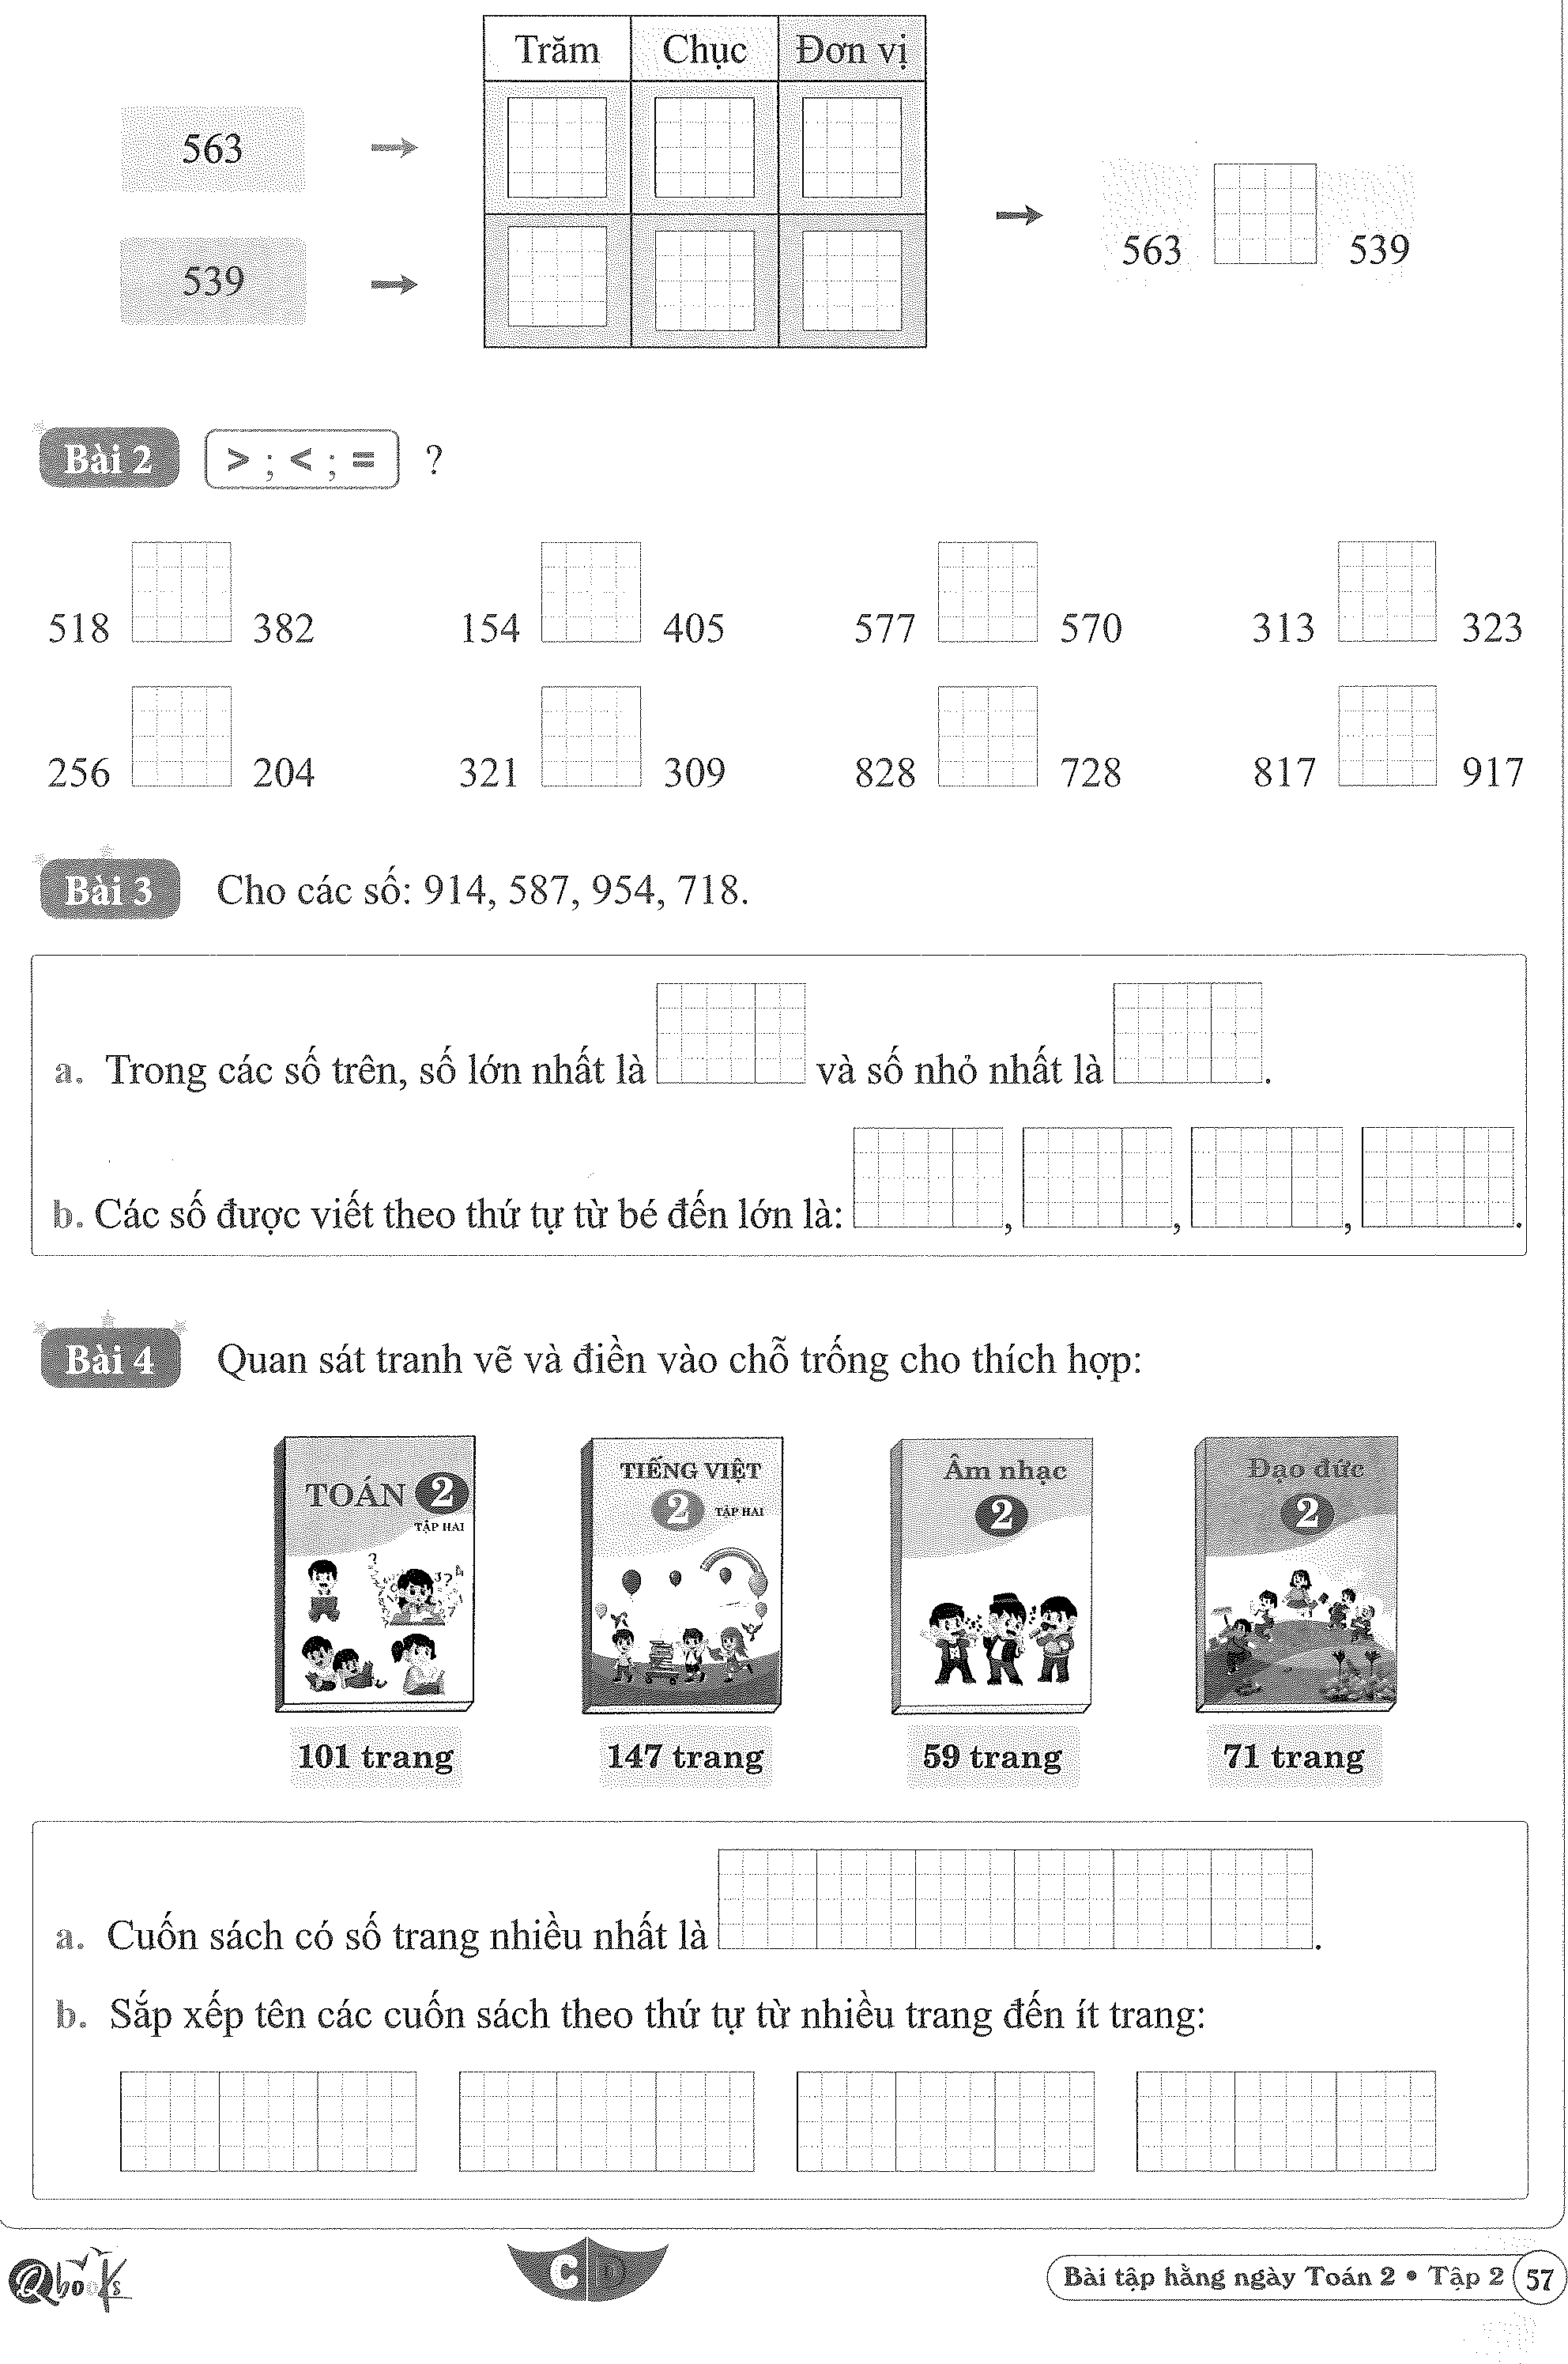 Trăm Chục Đơn vị
563
563 539
539
Bài 2 > ; < ; = ?
518 382 154 405 577 570 313 323
256 204 321 309 828 728 817 917
Bài 3 Cho các số: 914, 587, 954, 718.
a. Trong các số trên, số lớn nhất là và số nhỏ nhất là .
b. Các số được viết theo thứ tự từ bé đến lớn là: , , , .
Bài 4 Quan sát tranh vẽ và điền vào chỗ trống cho thích hợp:
TOÁN 2
TẬP HAI
TIẾNG VIỆT
2 TẬP HAI
Âm nhạc
2
Đạo đức
2
101 trang 147 trang 59 trang 71 trang
a. Cuốn sách có số trang nhiều nhất là .
b. Sắp xếp tên các cuốn sách theo thứ tự từ nhiều trang đến ít trang:
Qbooks CD Bài tập hằng ngày Toán 2 • Tập 2 57